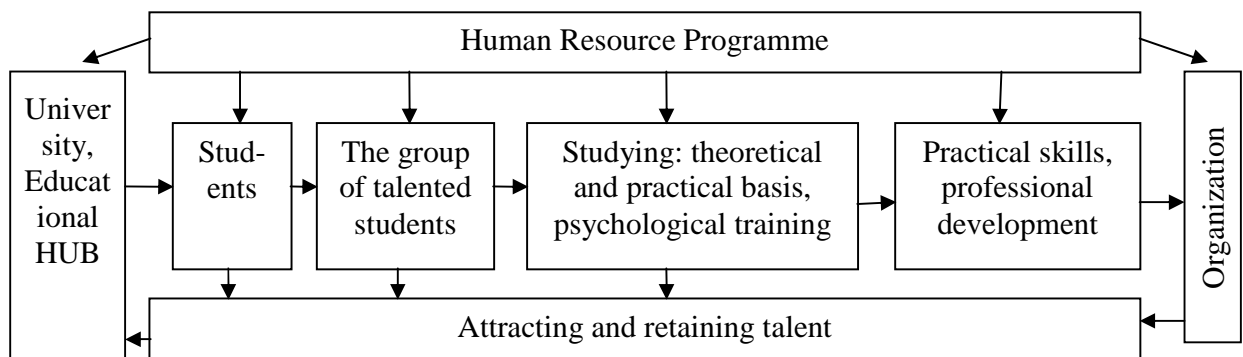 Human Resource Programme
Univer
sity,
Educat
ional
HUB
Stud-
ents
The group
of talented
students
Studying: theoretical
and practical basis,
psychological training
Practical skills,
professional
development
Organization
Attracting and retaining talent